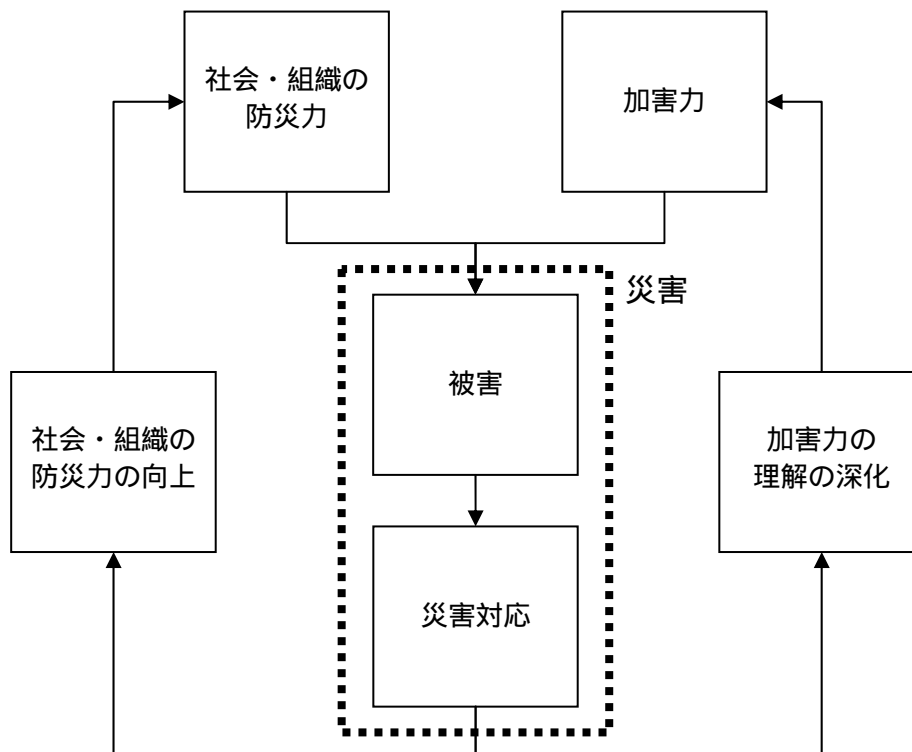 社会・組織の
防災力
加害力
災害
被害
社会・組織の
防災力の向上
加害力の
理解の深化
災害対応